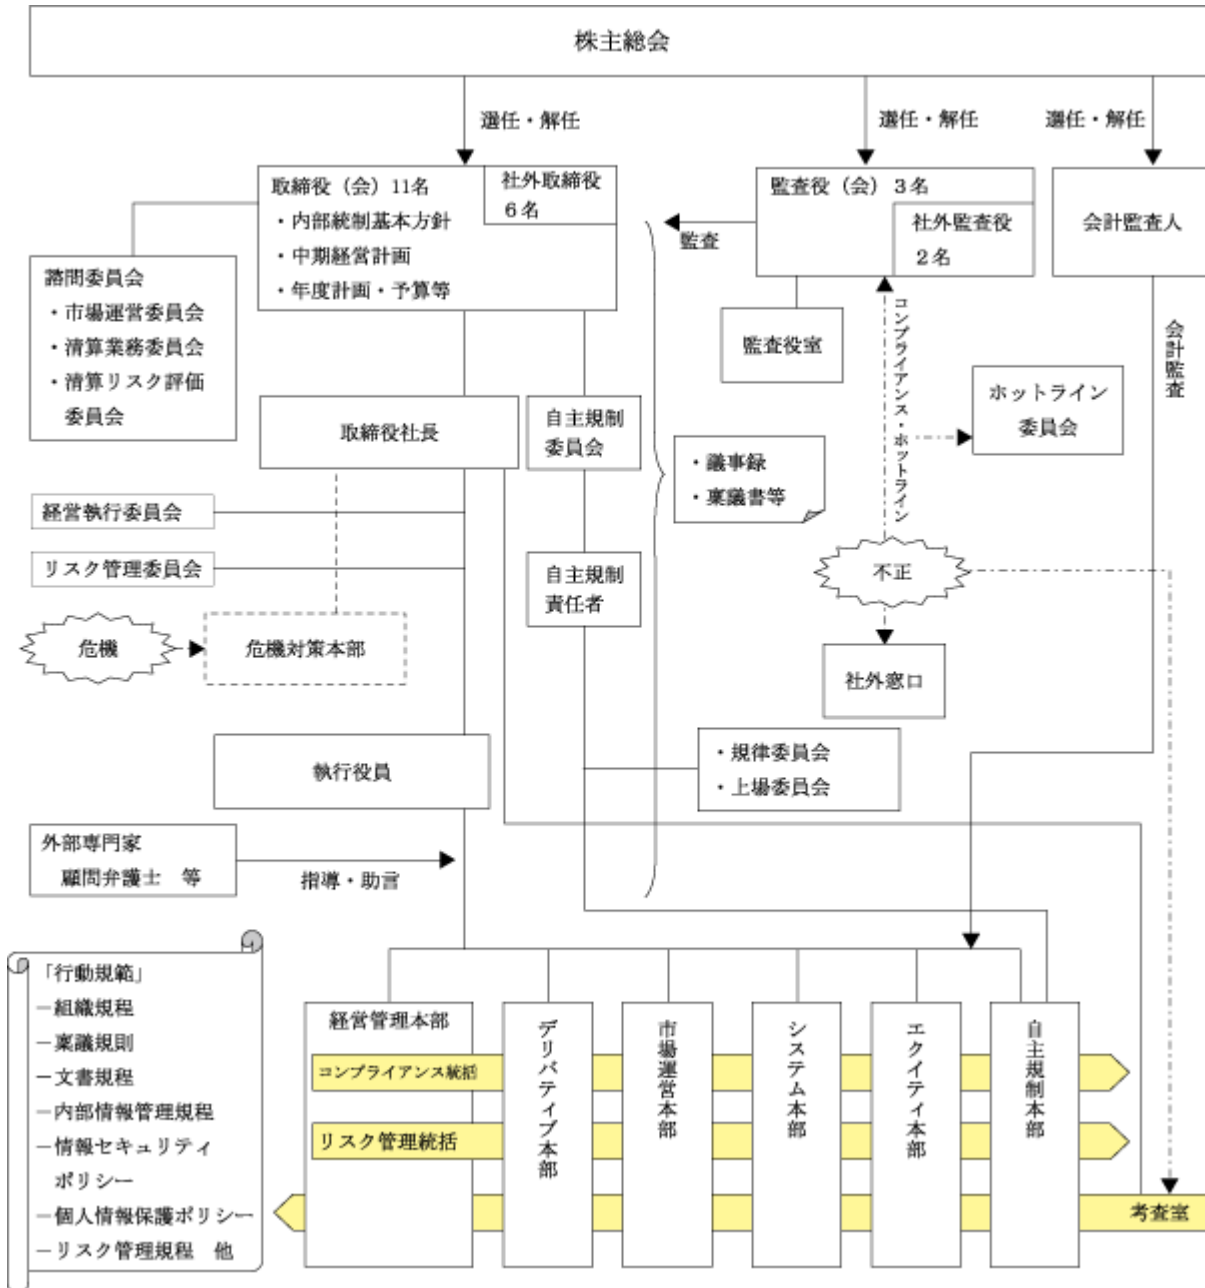 株主総会
選任・解任
選任・解任
選任・解任
取締役（会）11名
・内部統制基本方針
・中期経営計画
・年度計画・予算等
社外取締役
６名
監査
監査役（会）３名
社外監査役
２名
会計監査人
諮問委員会
・市場運営委員会
・清算業務委員会
・清算リスク評価
委員会
監査役室
コンプライアンス・ホットライン
会計監査
ホットライン
委員会
取締役社長
自主規制
委員会
・議事録
・稟議書等
経営執行委員会
リスク管理委員会
自主規制
責任者
不正
危機
危機対策本部
社外窓口
執行役員
・規律委員会
・上場委員会
外部専門家
顧問弁護士　等
指導・助言
「行動規範」
－組織規程
－稟議規則
－文書規程
－内部情報管理規程
－情報セキュリティ
ポリシー
－個人情報保護ポリシー
－リスク管理規程　他
経営管理本部
コンプライアンス統括
リスク管理統括
デリバティブ本部
市場運営本部
システム本部
エクイティ本部
自主規制本部
考査室